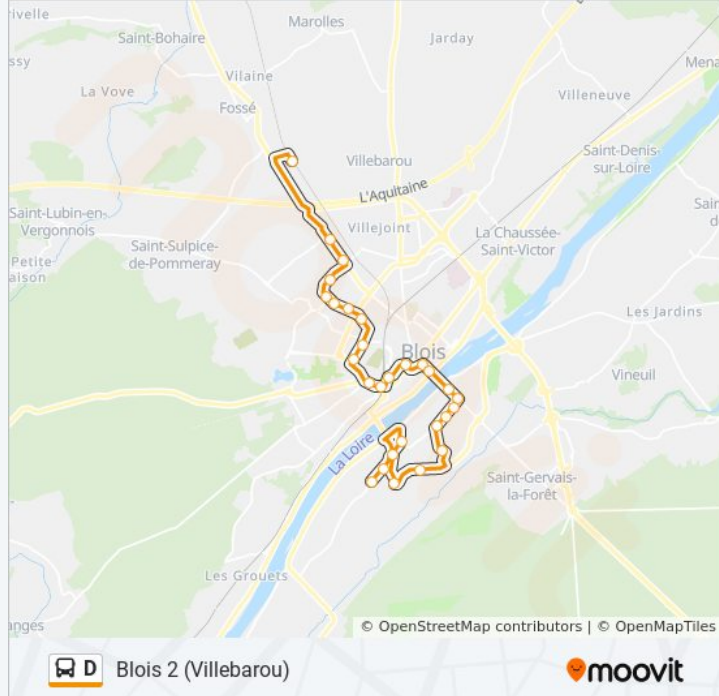 rivelle
Marolles
Saint-Bohaire
Jarday
ssy
Vilaine
Mena
La Vove
Villeneuve
Fossé
Villebarou
Saint-Denis-
sur-Loire
L'Aquitaine
Saint-Lubin-en-
Vergonnois
VilleJoint
Sain
d
La Chaussée-
Saint-Victor
Saint-Sulpice-
de-Pommeray
Petite
aison
Les Jardins
Blois
Vineuil
La Loire
Saint-Gervais-
la-Forêt
Les Grouets
anges
© OpenStreetMap contributors | © OpenMapTiles
D Blois 2 (Villebarou)
moovit